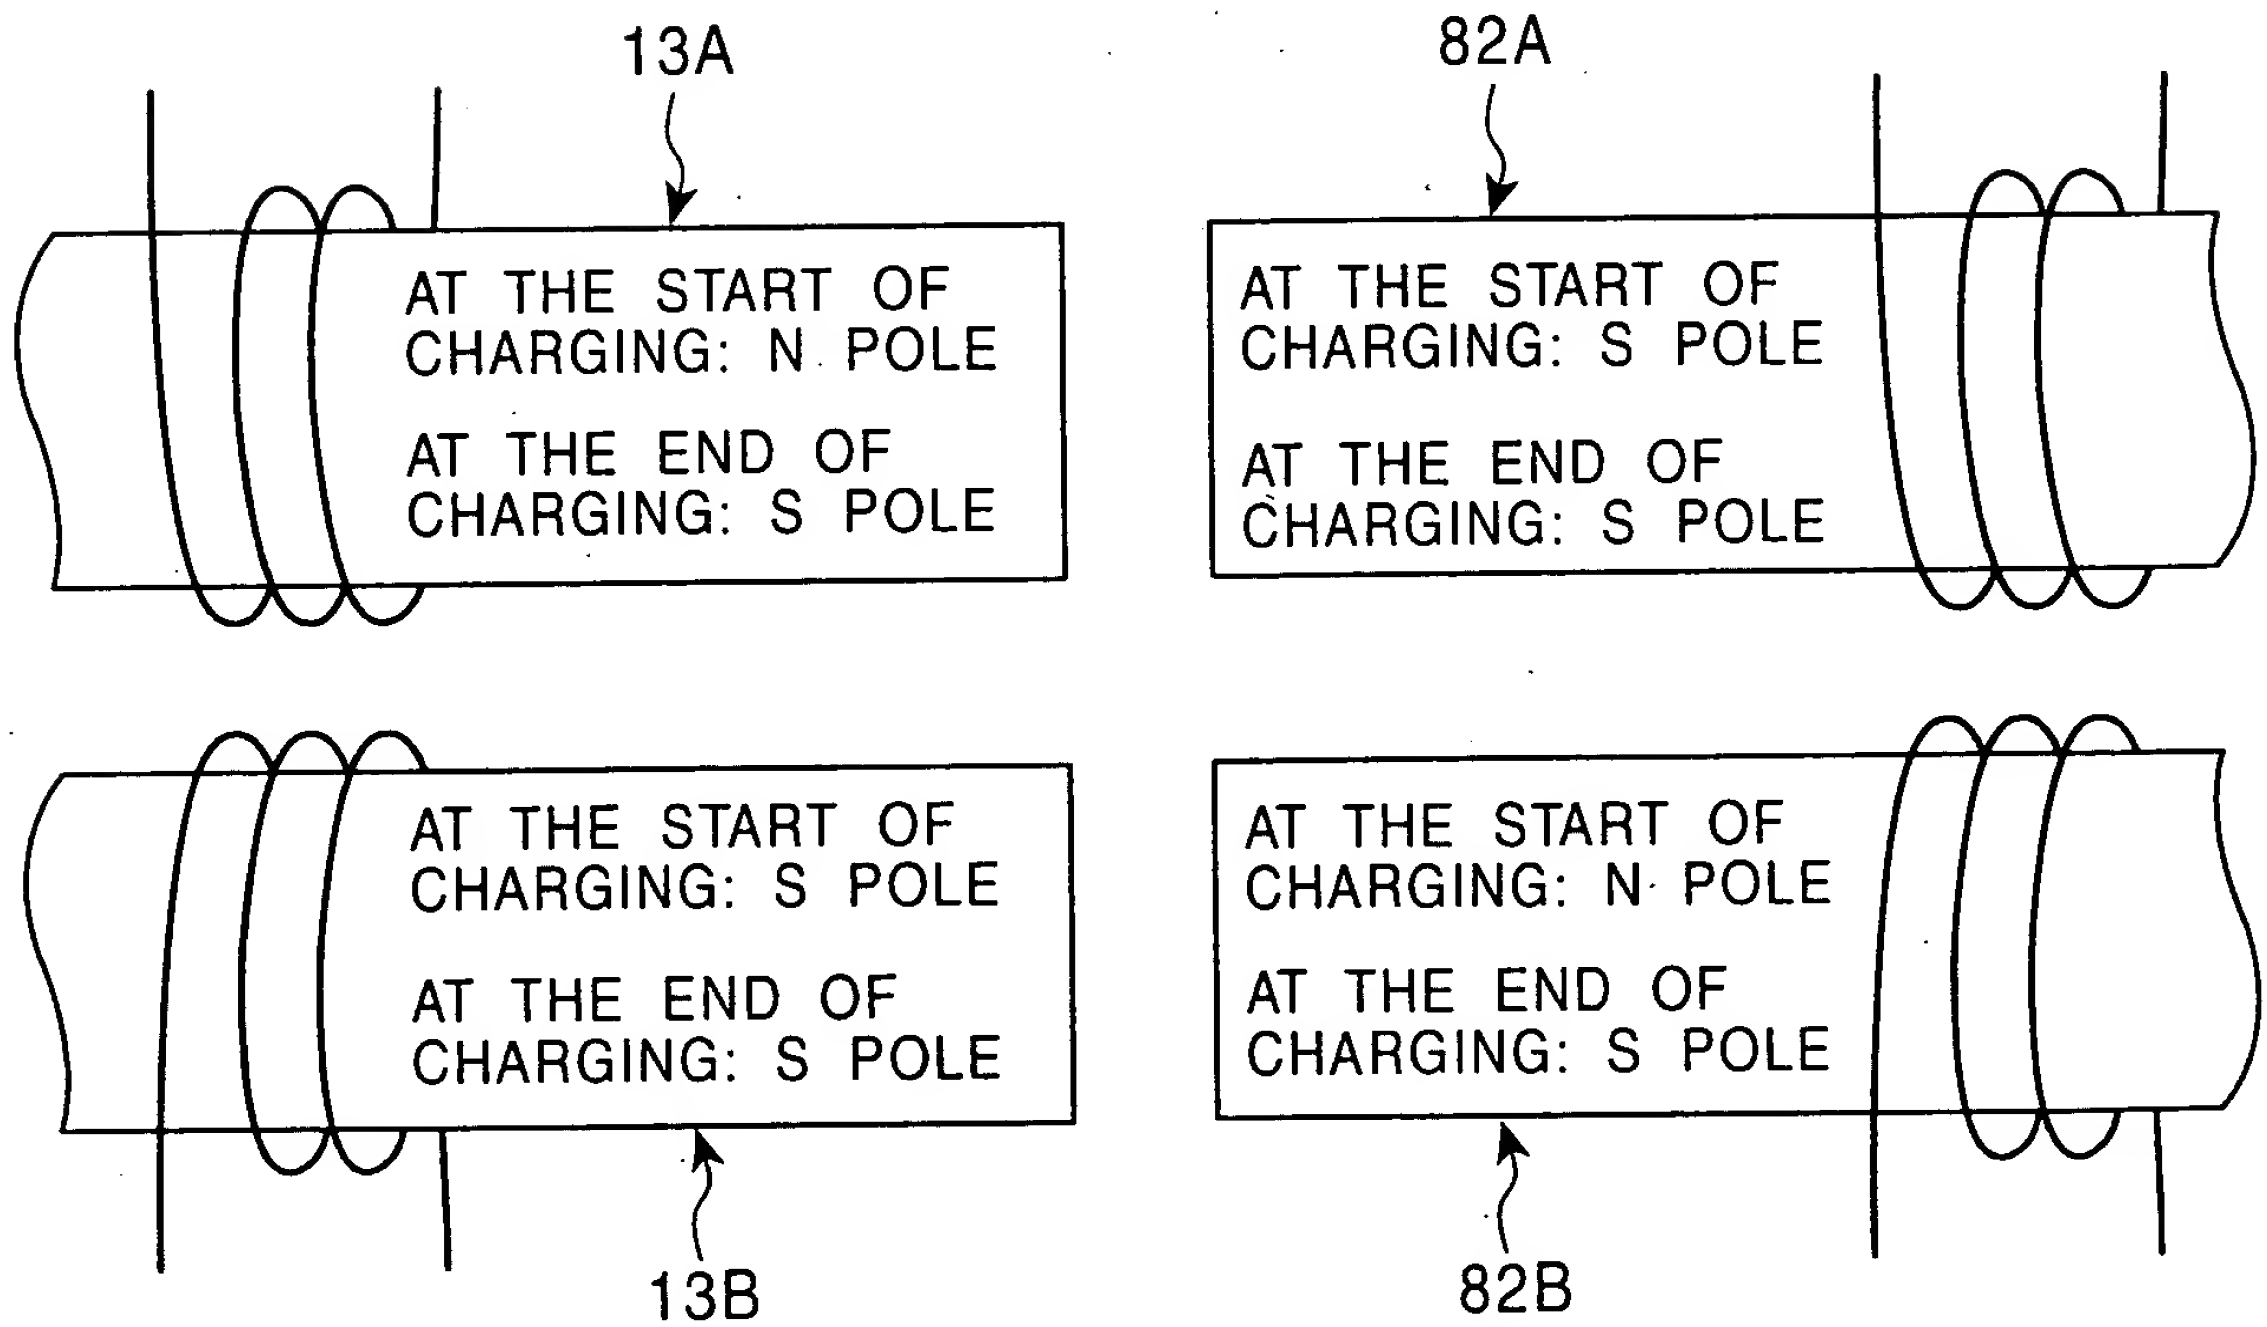 13A
82A
AT THE START OF
CHARGING: N POLE
AT THE END OF
CHARGING: S POLE
AT THE START OF
CHARGING: S POLE
AT THE END OF
CHARGING: S POLE
AT THE START OF
CHARGING: S POLE
AT THE END OF
CHARGING: S POLE
AT THE START OF
CHARGING: N POLE
AT THE END OF
CHARGING: S POLE
13B
82B